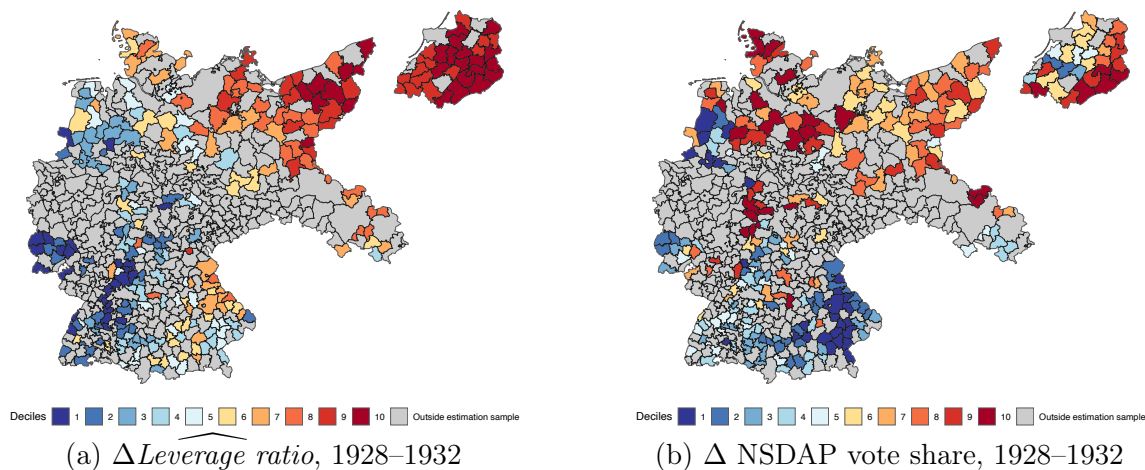 Deciles 1 2 3 4 5 6 7 8 9 10 Outside estimation sample
Deciles 1 2 3 4 5 6 7 8 9 10 Outside estimation sample
(a) ΔLeverage ratio, 1928–1932
(b) Δ NSDAP vote share, 1928–1932